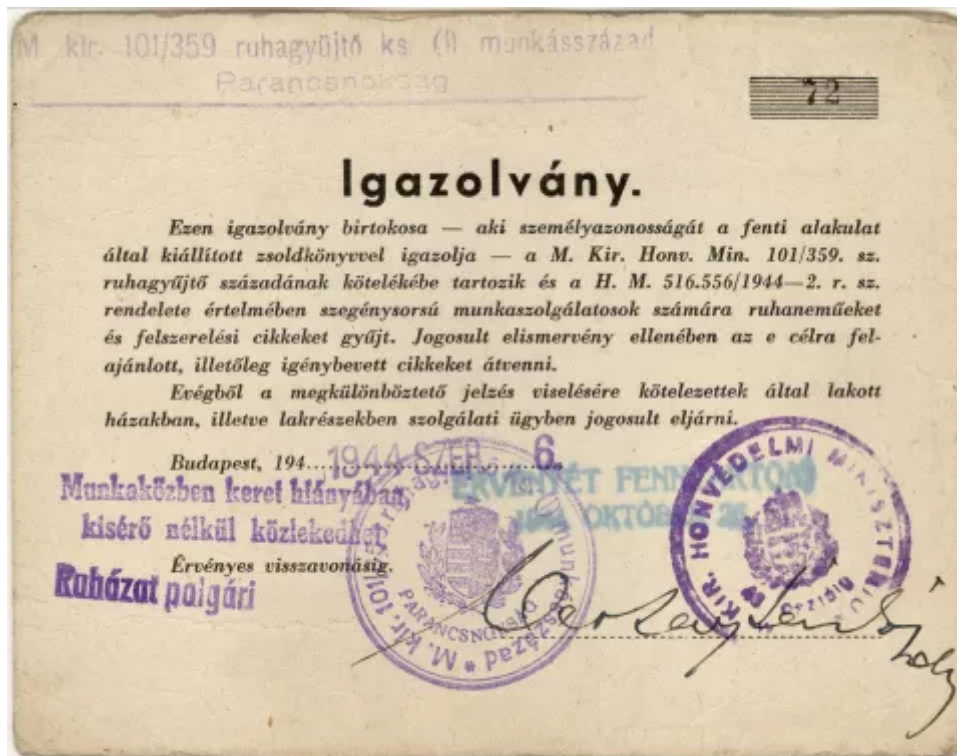 M. kir. 101/359 ruhagyűjtő ks (I) munkásszázad
Parancsnokság
72
Igazolvány.
Ezen igazolvány birtokosa — aki személyazonosságát a fenti alakulat
által kiállított zsoldkönyvvel igazolja — a M. Kir. Honv. Min. 101/359. sz.
ruhagyűjtő századának kötelékébe tartozik és a H. M. 516.556/1944—2. r. sz.
rendelete értelmében szegénysorsú munkaszolgálatosok számára ruhaneműeket
és felszerelési cikkeket gyűjt. Jogosult elismervény ellenében az e célra fel-
ajánlott, illetőleg igénybevett cikkeket átvenni.
Evégből a megkülönböztető jelzés viselésére kötelezettek által lakott
házakban, illetve lakrészekben szolgálati ügyben jogosult eljárni.
Budapest, 194 1944 SZEP. 6.
ÉRVÉNYÉT FENNTARTOM
OKTÓB 26
Munkaközben keret hiányában
kisérő nélkül közlekedhet
Érvényes visszavonásig.
Ruházat polgári
M. kir. 101/359 munkásszázad
PARANCSNOKSÁG
KIR. HONVÉDELMI MINISZTERIUM